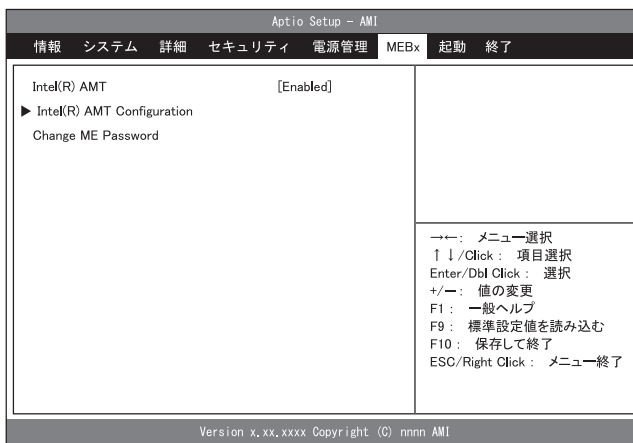 Aptio Setup – AMI
情報 システム 詳細 セキュリティ 電源管理 MEBx 起動 終了
Intel(R) AMT [Enabled]
▶ Intel(R) AMT Configuration
Change ME Password
→←： メニュー選択
↑↓/Click： 項目選択
Enter/Dbl Click： 選択
+/ー： 値の変更
F1： 一般ヘルプ
F9： 標準設定値を読み込む
F10： 保存して終了
ESC/Right Click： メニュー終了
Version x.xx.xxxx Copyright (C) nnnn AMI